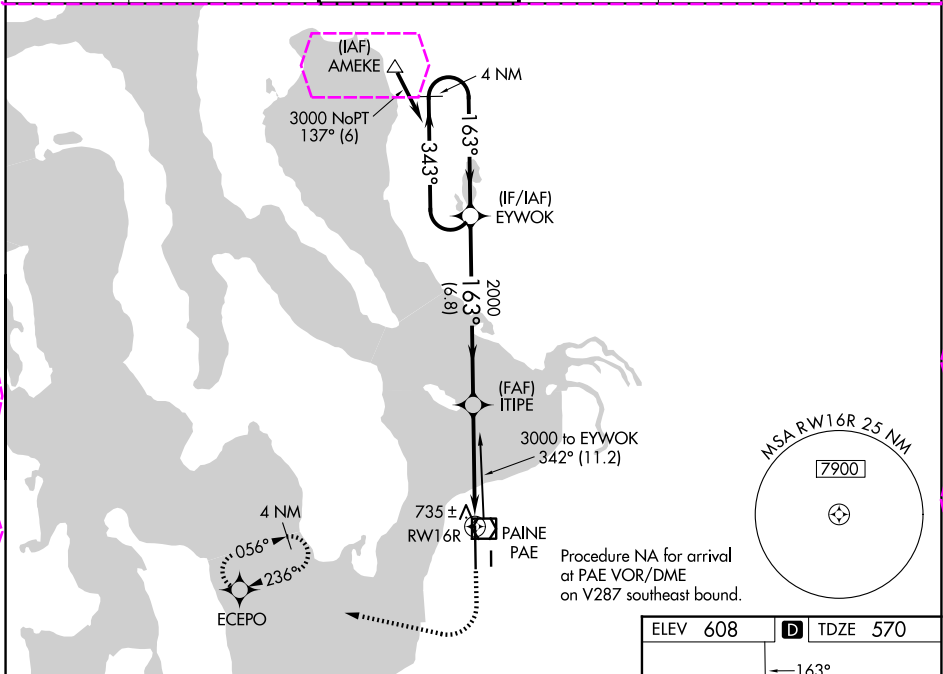 (IAF)
AMEKE
4 NM
3000 NoPT
137° (6)
163°
343°
(IF/IAF)
EYWOK
2000
163°
(6.8)
(FAF)
ITIPE
3000 to EYWOK
342° (11.2)
MSA RW16R 25 NM
7900
4 NM
056°
236°
ECEPO
735 ±
RW16R
PAINE
PAE
Procedure NA for arrival
at PAE VOR/DME
on V287 southeast bound.
ELEV 608 D TDZE 570
163°